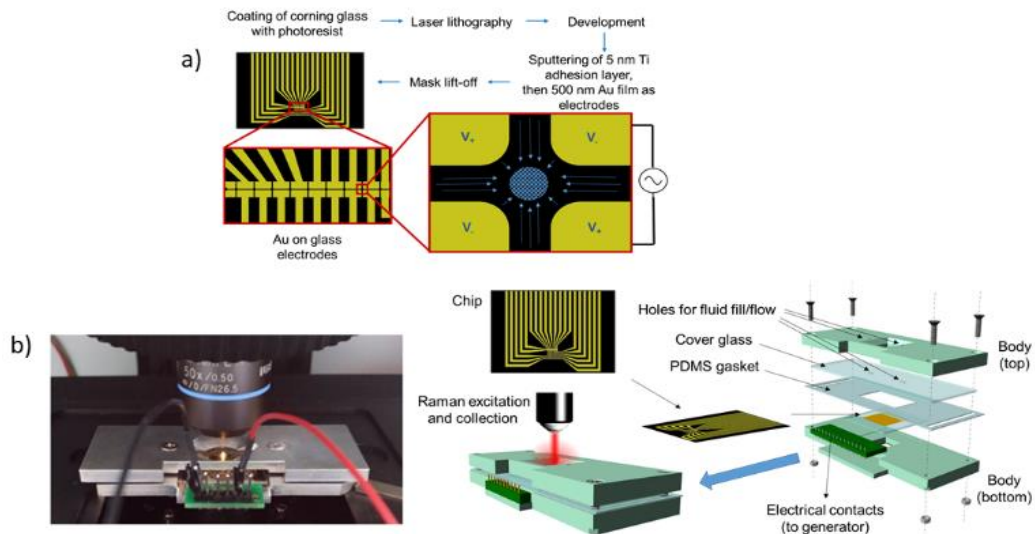 Coating of corning glass
with photoresist
Laser lithography
Development
a)
Sputtering of 5 nm Ti
adhesion layer,
then 500 nm Au film as
electrodes
Mask lift-off
V+
V-
V-
V+
Au on glass
electrodes
b)
50x/0.50
Chip
Raman excitation
and collection
Holes for fluid fill/flow
Cover glass
PDMS gasket
Body
(top)
Body
(bottom)
Electrical contacts
(to generator)